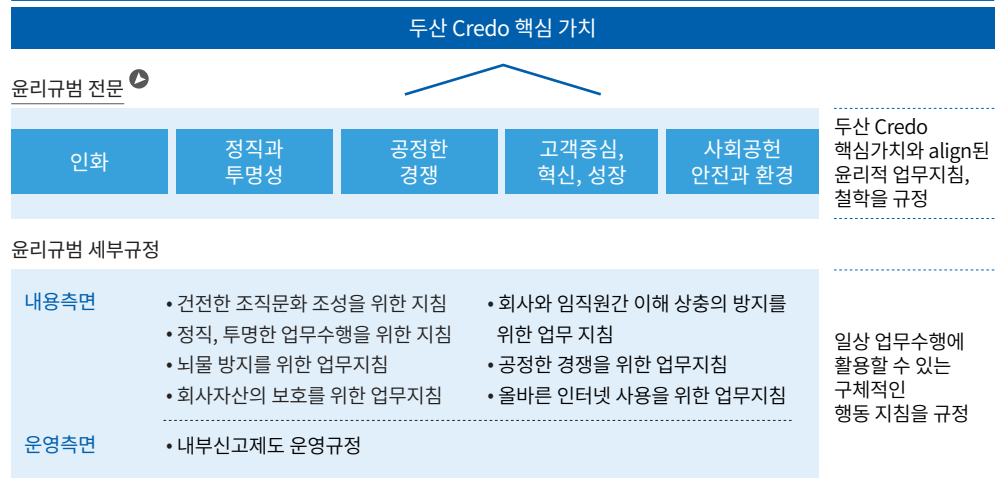 두산 Credo 핵심 가치
윤리규범 전문
인화
정직과
투명성
공정한
경쟁
고객중심,
혁신, 성장
사회공헌
안전과 환경
두산 Credo
핵심가치와 align된
윤리적 업무지침,
철학을 규정
윤리규범 세부규정
내용측면
• 건전한 조직문화 조성을 위한 지침
• 정직, 투명한 업무수행을 위한 지침
• 뇌물 방지를 위한 업무지침
• 회사자산의 보호를 위한 업무지침
• 회사와 임직원간 이해 상충의 방지를
위한 업무 지침
• 공정한 경쟁을 위한 업무지침
• 올바른 인터넷 사용을 위한 업무지침
운영측면
• 내부신고제도 운영규정
일상 업무수행에
활용할 수 있는
구체적인
행동 지침을 규정